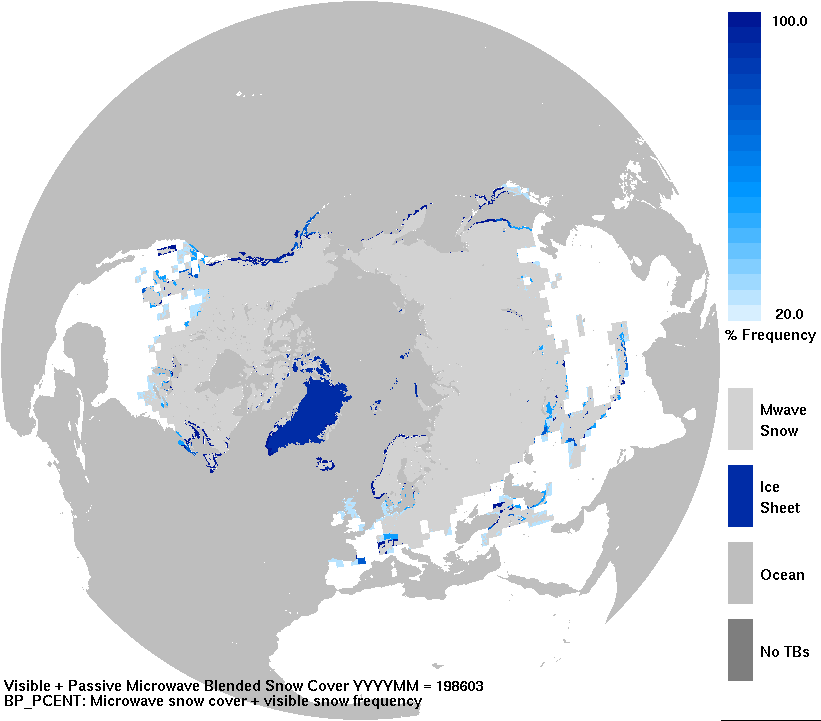 100.0
20.0
% Frequency
Mwave
Snow
Ice
Sheet
Ocean
No TBs
Visible + Passive Microwave Blended Snow Cover YYYYMM = 198603
BP_PCENT: Microwave snow cover + visible snow frequency